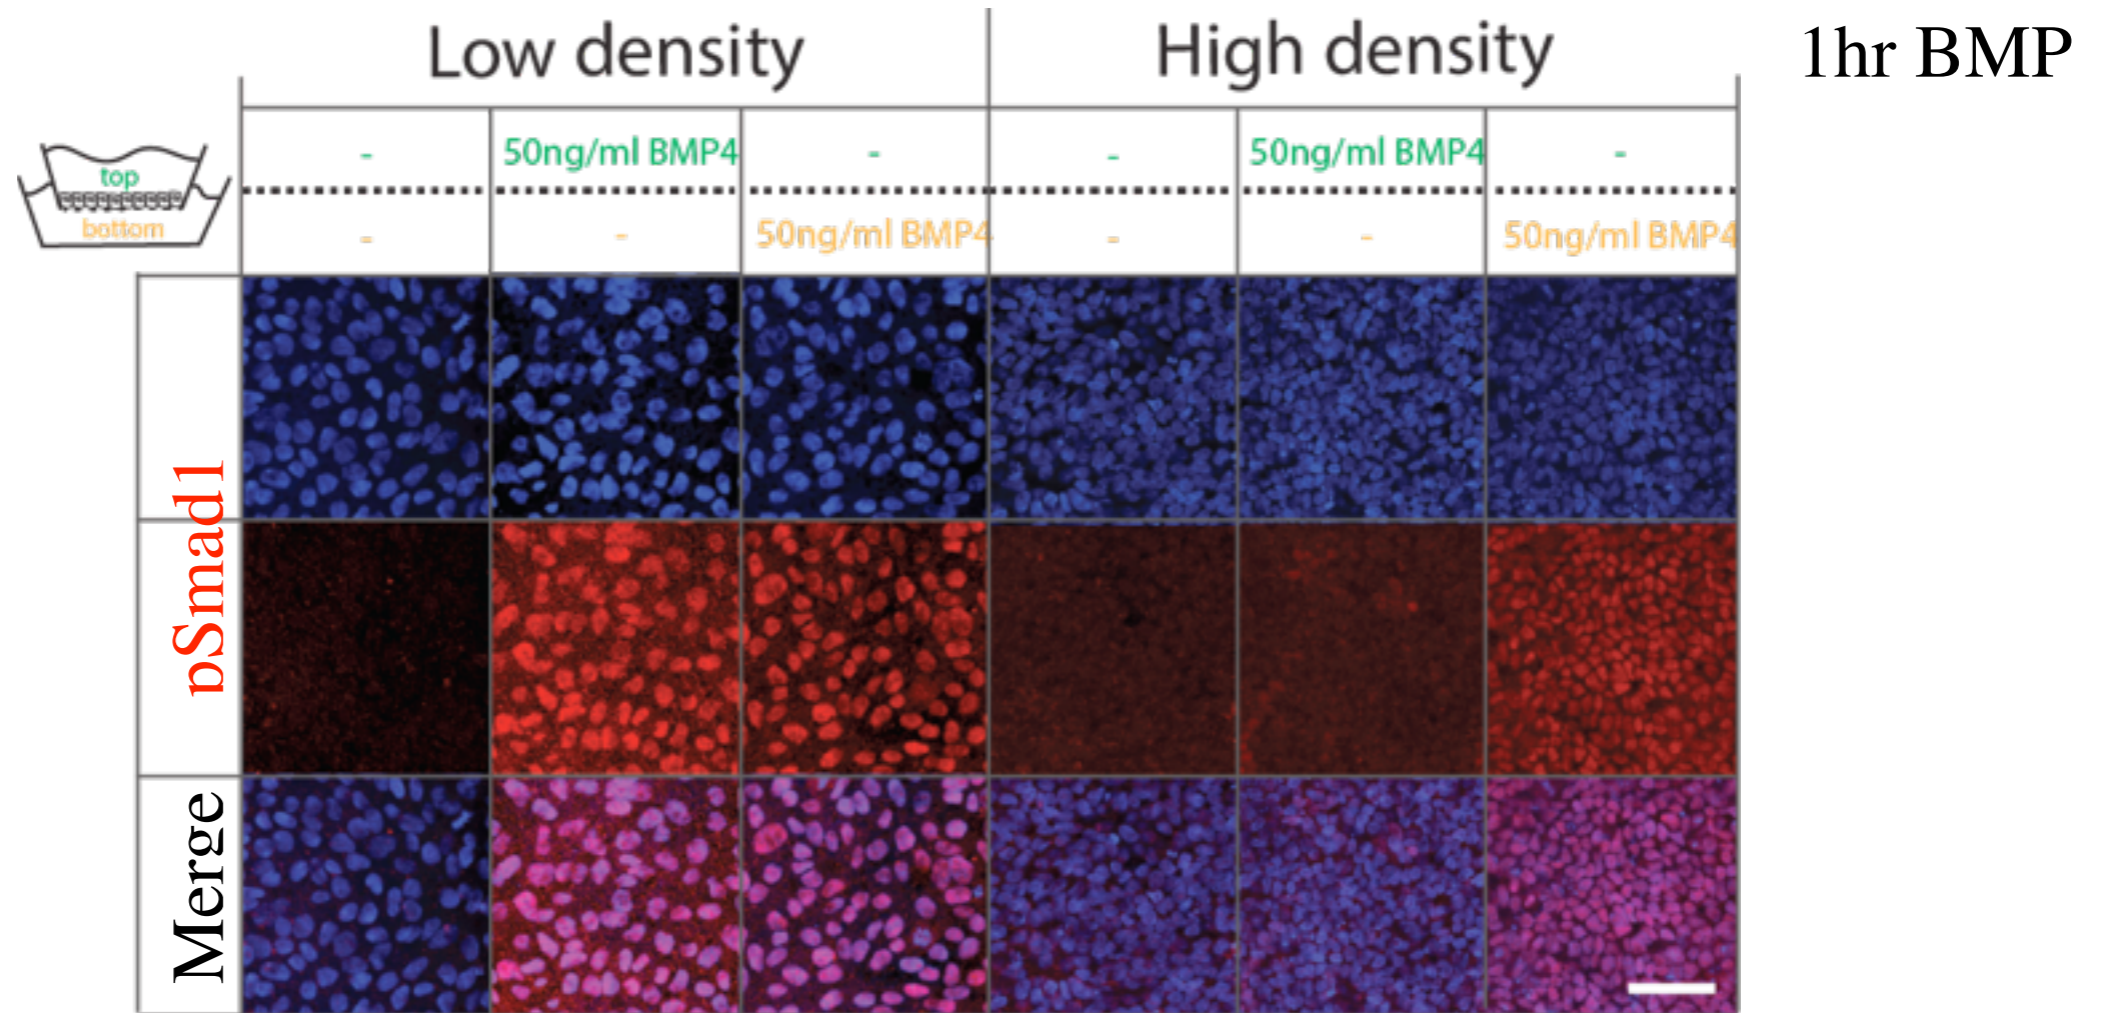 Low density
High density
1hr BMP
top
bottom
- 50ng/ml BMP4 - - 50ng/ml BMP4 -
- - 50ng/ml BMP4 - - 50ng/ml BMP4
pSmad1
Merge